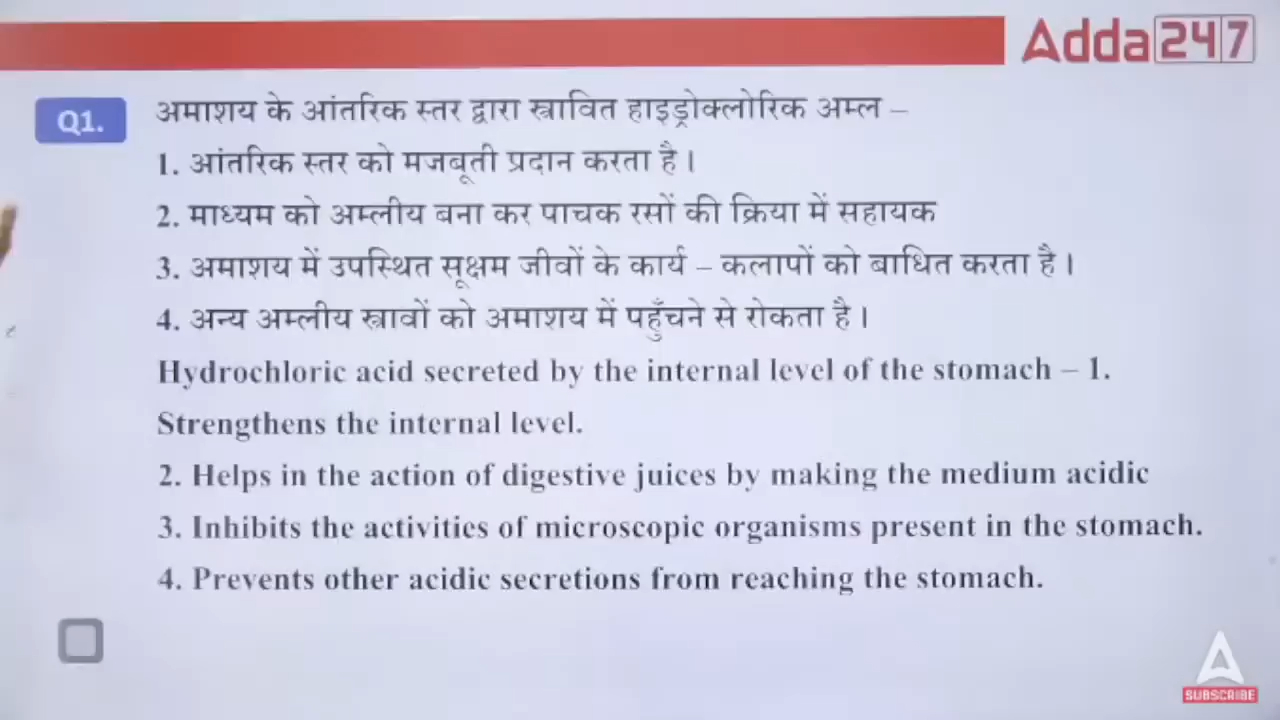 Adda247
Q1.
अमाशय के आंतरिक स्तर द्वारा स्त्रावित हाइड्रोक्लोरिक अम्ल –
1. आंतरिक स्तर को मजबूती प्रदान करता है।
2. माध्यम को अम्लीय बना कर पाचक रसों की क्रिया में सहायक
3. अमाशय में उपस्थित सूक्षम जीवों के कार्य – कलापों को बाधित करता है।
4. अन्य अम्लीय स्त्रावों को अमाशय में पहुँचने से रोकता है।
Hydrochloric acid secreted by the internal level of the stomach – 1.
Strengthens the internal level.
2. Helps in the action of digestive juices by making the medium acidic
3. Inhibits the activities of microscopic organisms present in the stomach.
4. Prevents other acidic secretions from reaching the stomach.
SUBSCRIBE